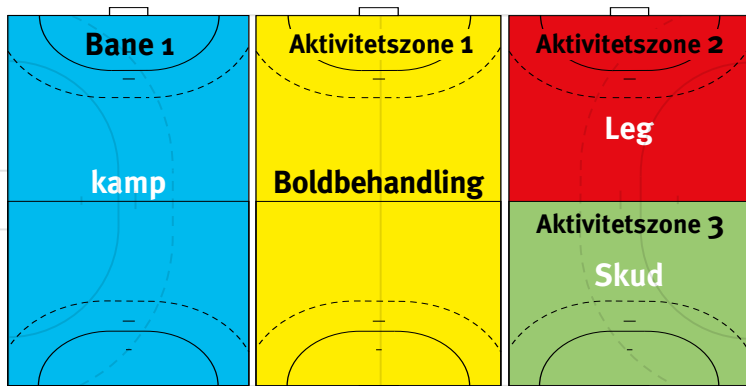 Bane 1
kamp
Aktivitetszone 1
Boldbehandling
Aktivitetszone 2
Leg
Aktivitetszone 3
Skud